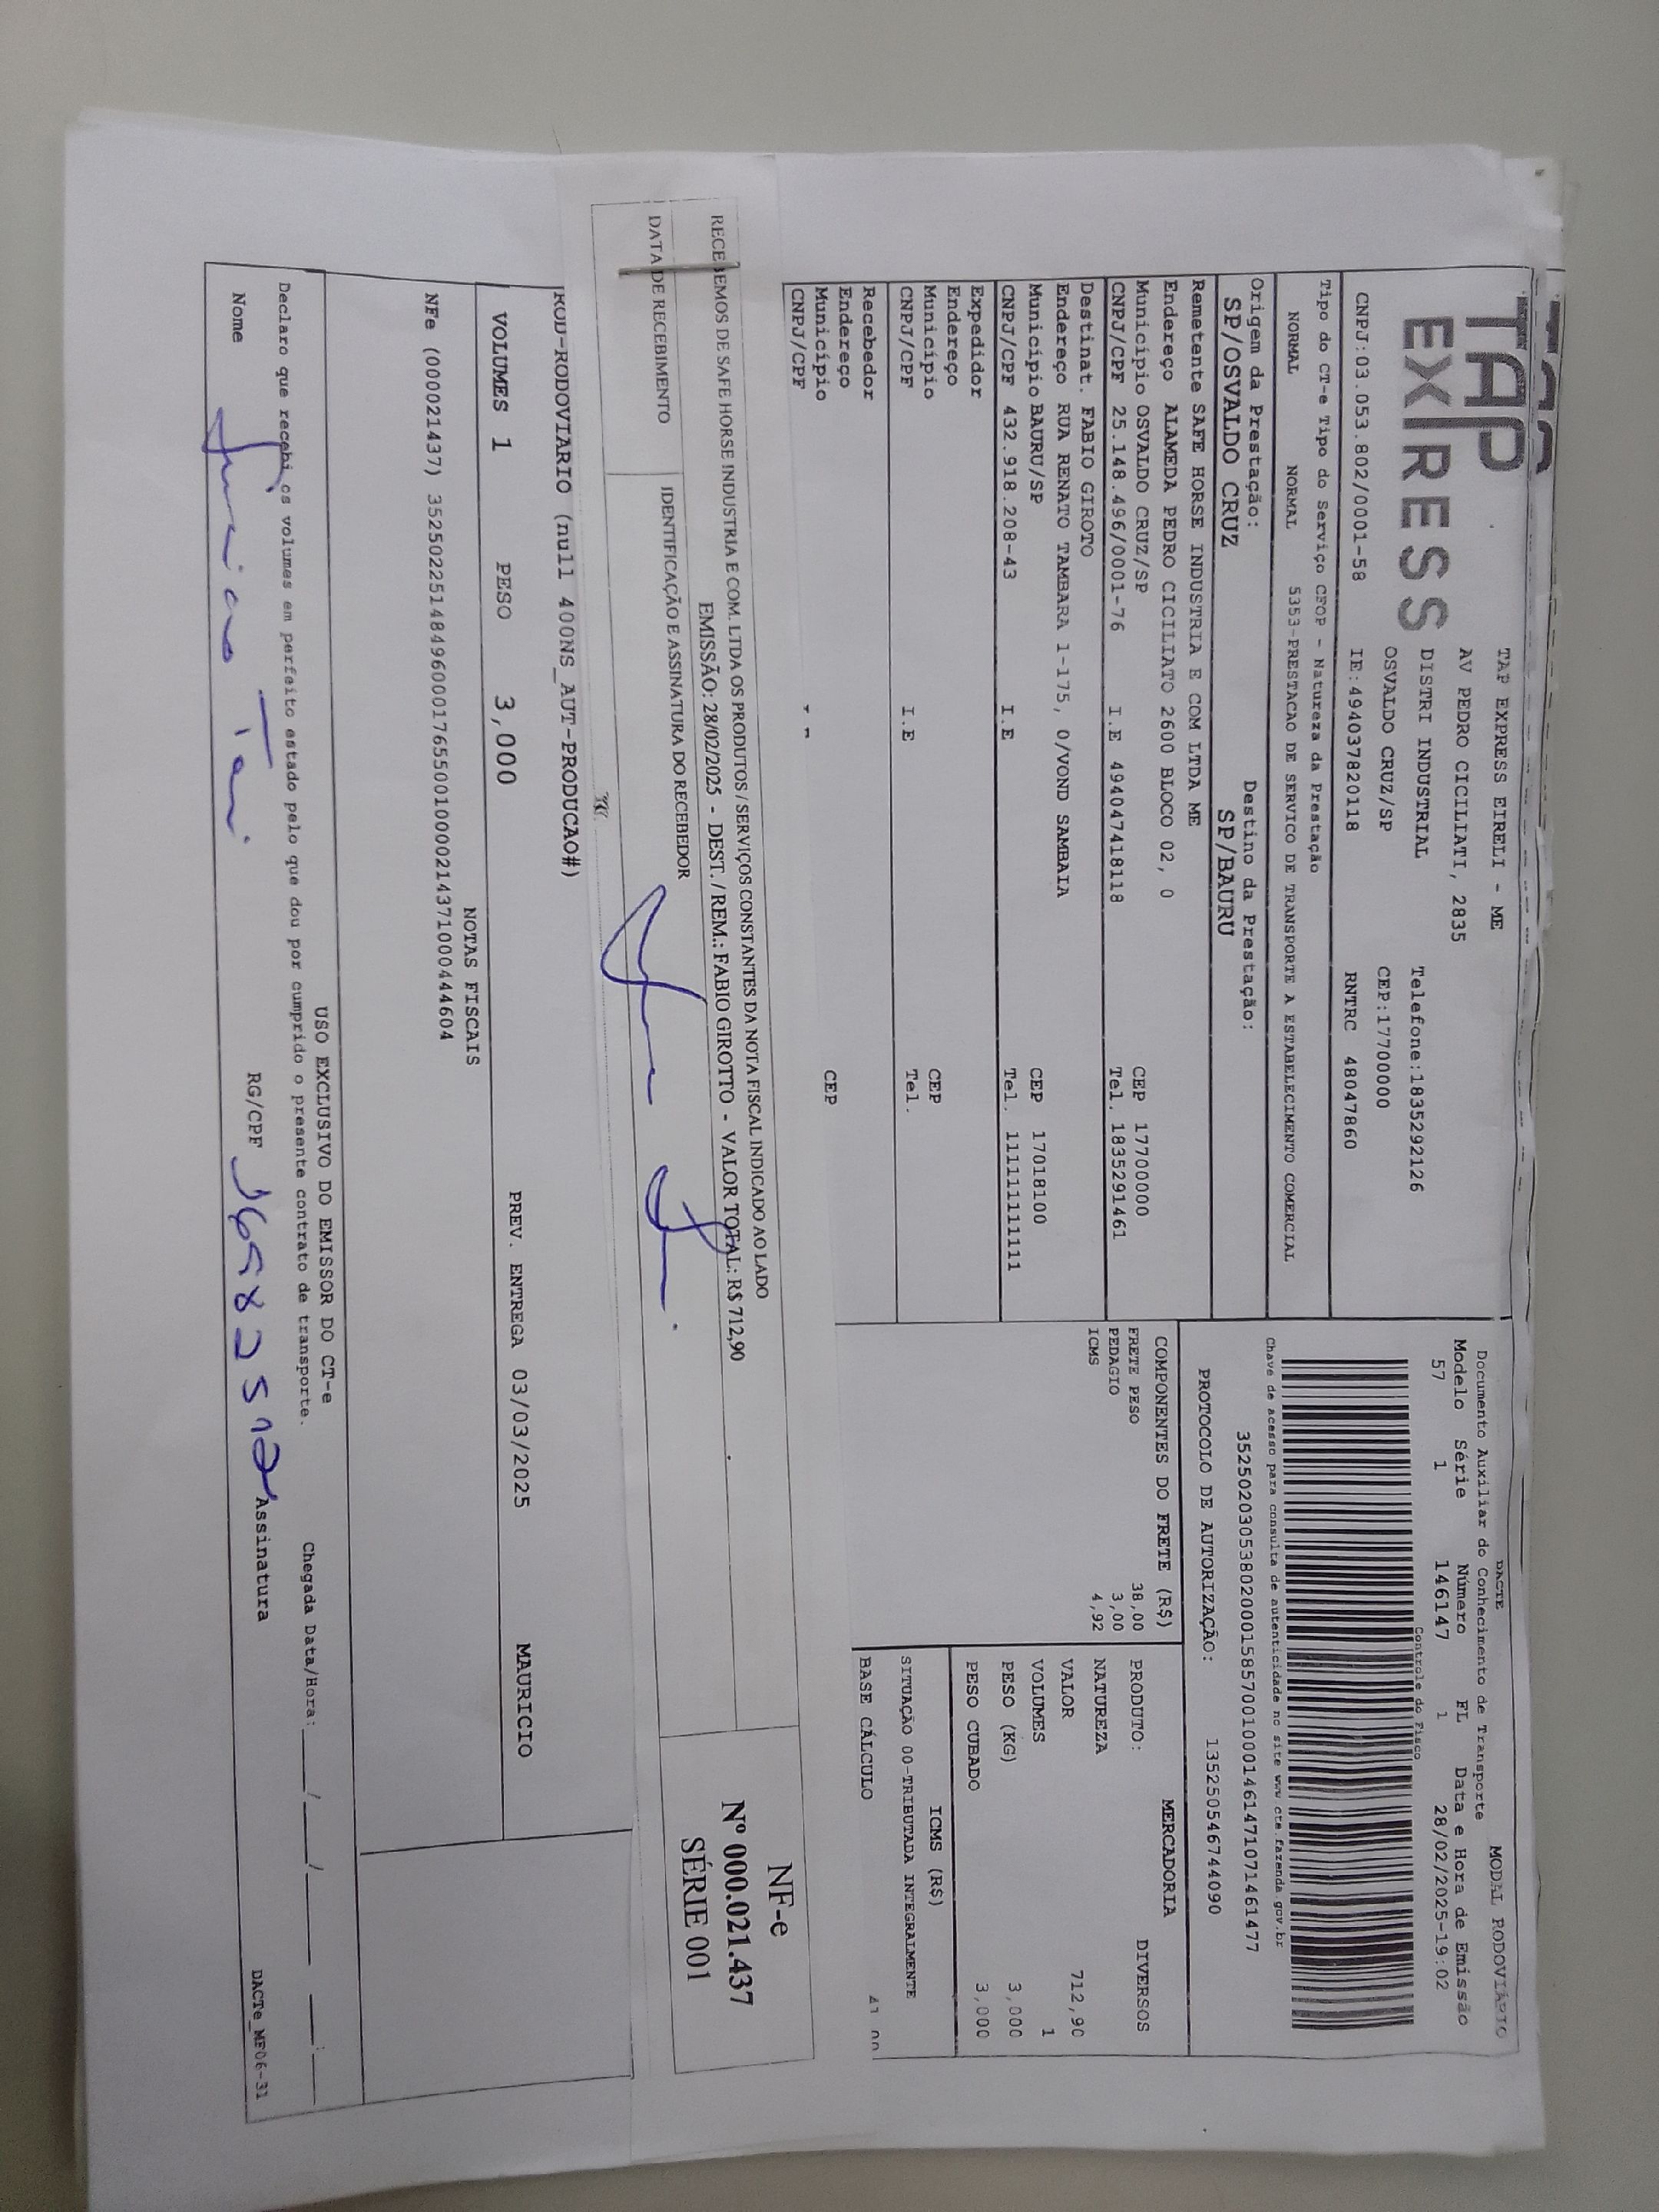 TAP
EXPRESS
TAP EXPRESS EIRELI - ME
AV PEDRO CICILIATI, 2835
DISTRI INDUSTRIAL Telefone:1835292126
OSVALDO CRUZ/SP CEP:17700000
CNPJ:03.053.802/0001-58 IE:494037820118 RNTRC 48047860
DACTE MODAL RODOVIÁRIO
Documento Auxiliar do Conhecimento de Transporte
Modelo Série Número FL Data e Hora de Emissão
57 1 146147 1 28/02/2025-19:02
Controle do Fisco
Chave de acesso para consulta de autenticidade no site www.cte.fazenda.gov.br
35250203053802000158570010001461471071461477
PROTOCOLO DE AUTORIZAÇÃO: 135250546744090
Tipo do CT-e Tipo do Serviço CFOP - Natureza da Prestação
NORMAL NORMAL 5353-PRESTACAO DE SERVICO DE TRANSPORTE A ESTABELECIMENTO COMERCIAL
Origem da Prestação: Destino da Prestação:
SP/OSVALDO CRUZ SP/BAURU
Remetente SAFE HORSE INDUSTRIA E COM LTDA ME
Endereço ALAMEDA PEDRO CICILIATO 2600 BLOCO 02, 0
Município OSVALDO CRUZ/SP CEP 17700000
CNPJ/CPF 25.148.496/0001-76 I.E 494047418118 Tel. 1835291461
Destinat. FABIO GIROTO
Endereço RUA RENATO TAMBARA 1-175, 0/VOND SAMBAIA
Município BAURU/SP CEP 17018100
CNPJ/CPF 432.918.208-43 I.E Tel. 111111111111
Expedidor
Endereço
Município CEP
CNPJ/CPF I.E Tel.
Recebedor
Endereço
Município CEP
CNPJ/CPF
COMPONENTES DO FRETE (R$)
FRETE PESO 38,00
PEDAGIO 3,00
ICMS 4,92
MERCADORIA
PRODUTO: DIVERSOS
NATUREZA
VALOR 712,90
VOLUMES 1
PESO (KG) 3,000
PESO CUBADO 3,000
ICMS (R$)
SITUAÇÃO 00-TRIBUTADA INTEGRALMENTE
BASE CÁLCULO 41,00
RECEBEMOS DE SAFE HORSE INDUSTRIA E COM. LTDA OS PRODUTOS / SERVIÇOS CONSTANTES DA NOTA FISCAL INDICADO AO LADO
EMISSÃO: 28/02/2025 - DEST. / REM.: FABIO GIROTTO - VALOR TOTAL: R$ 712,90
DATA DE RECEBIMENTO IDENTIFICAÇÃO E ASSINATURA DO RECEBEDOR
NF-e
Nº 000.021.437
SÉRIE 001
ROD-RODOVIARIO (null 400NS_AUT-PRODUCAO#)
VOLUMES 1 PESO 3,000 PREV. ENTREGA 03/03/2025 MAURICIO
NOTAS FISCAIS
NFe (000021437) 35250225148496000176550010000214371000444604
USO EXCLUSIVO DO EMISSOR DO CT-e
Declaro que recebi os volumes em perfeito estado pelo que dou por cumprido o presente contrato de transporte. Chegada Data/Hora:____/____/____ ___:___
Nome RG/CPF Assinatura
DACTe_MF06-31